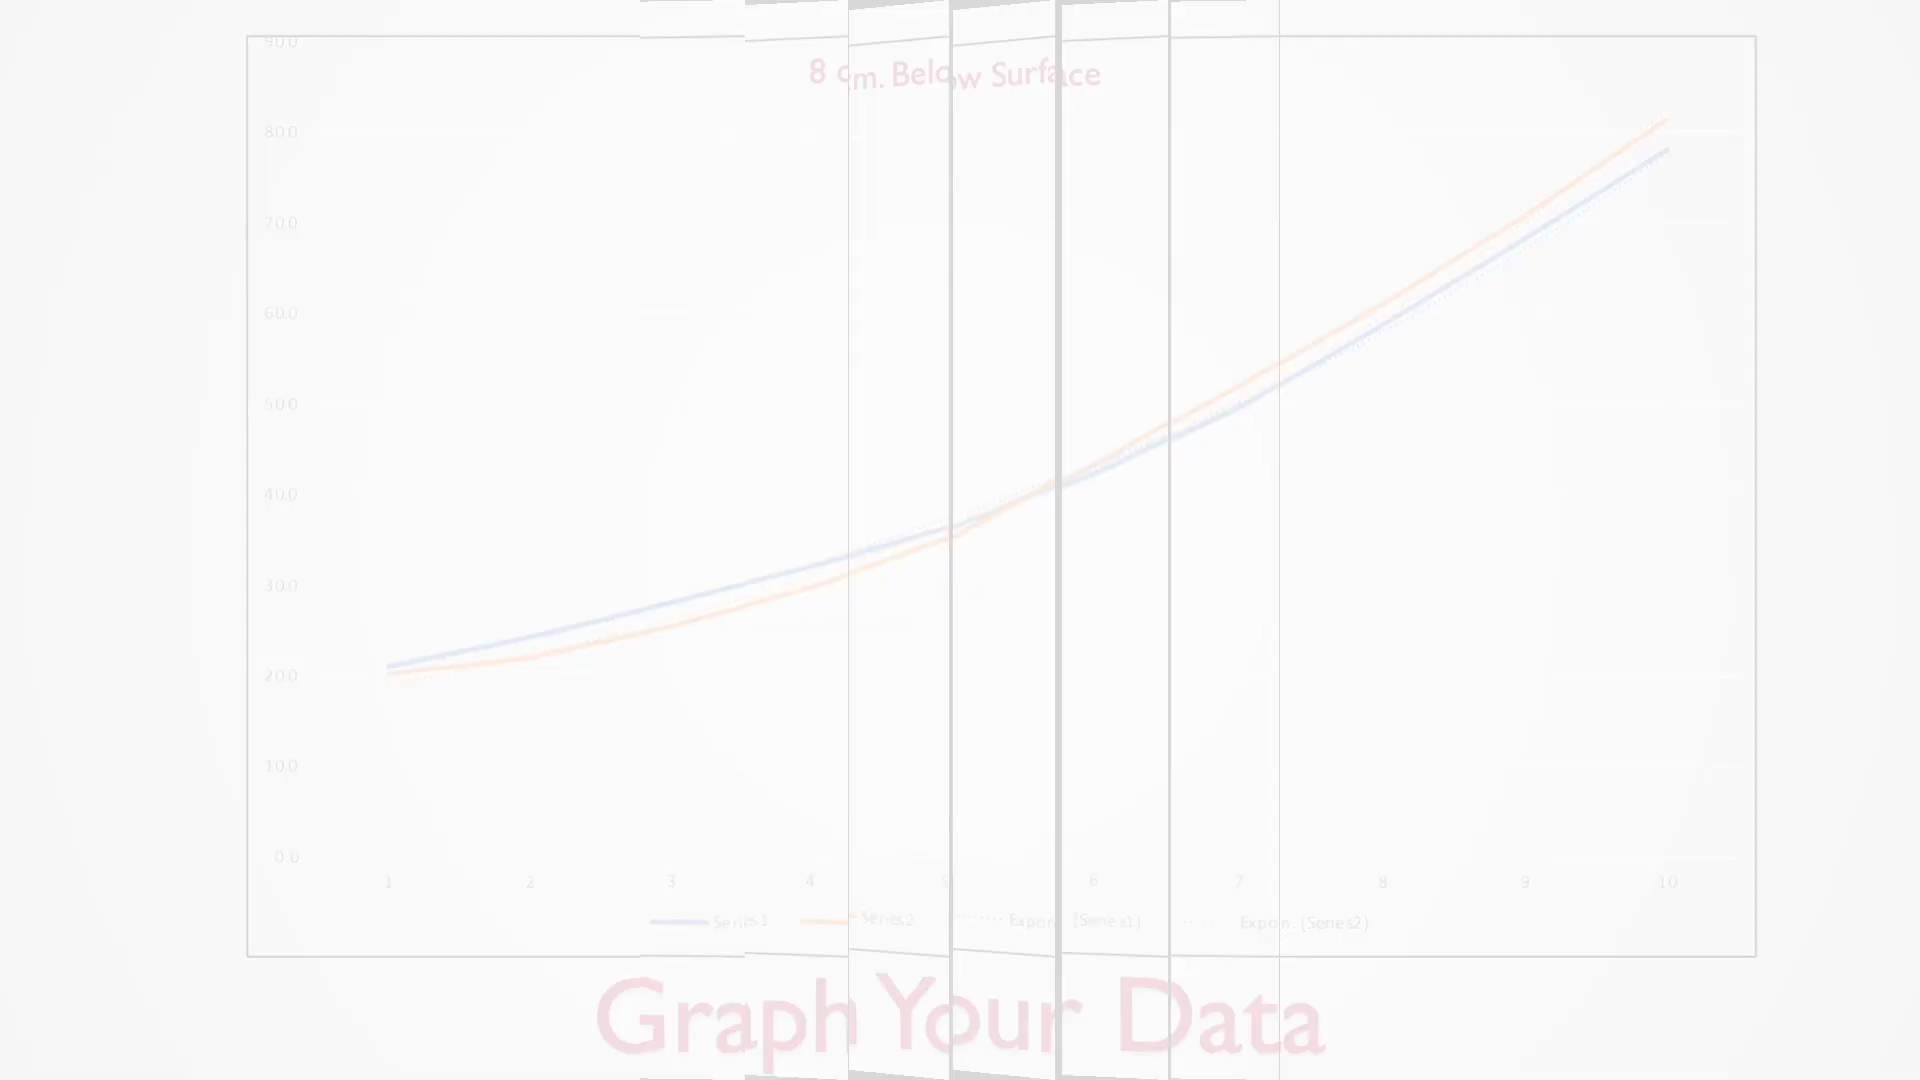 8 cm. Below Surface
90.0
80.0
70.0
60.0
50.0
40.0
30.0
20.0
10.0
0.0
1 2 3 4 5 6 7 8 9 10
Series1 Series2 Expon. (Series1) Expon. (Series2)
Graph Your Data